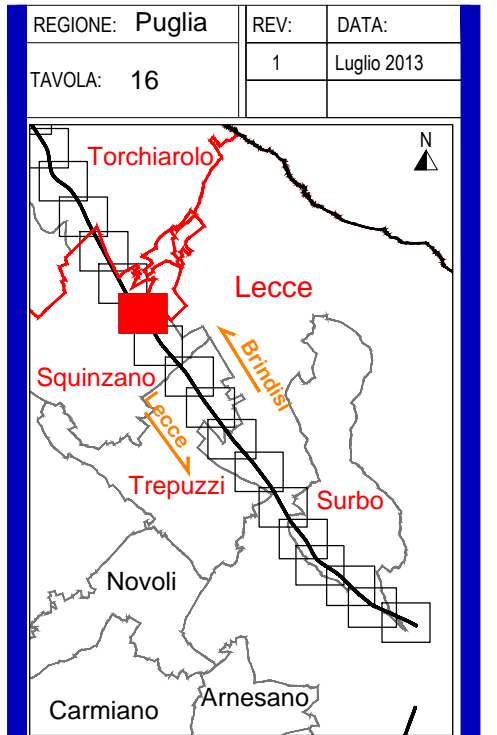 REGIONE: Puglia
REV:
DATA:
TAVOLA: 16
1
Luglio 2013
N
Torchiarolo
Lecce
Brindisi
Squinzano
Lecce
Trepuzzi
Surbo
Novoli
Arnesano
Carmiano